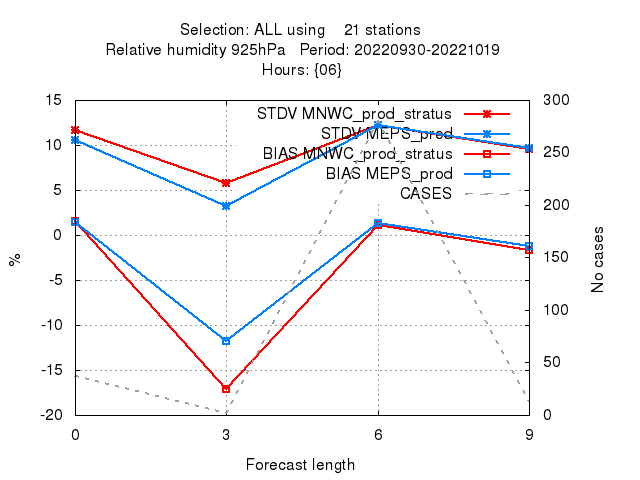 Selection: ALL using 21 stations
Relative humidity 925hPa Period: 20220930-20221019
Hours: {06}
STDV MNWC_prod_stratus
STDV MEPS_prod
BIAS MNWC_prod_stratus
BIAS MEPS_prod
CASES
15
10
5
0
-5
-10
-15
-20
%
300
250
200
150
100
50
0
No cases
0 3 6 9
Forecast length